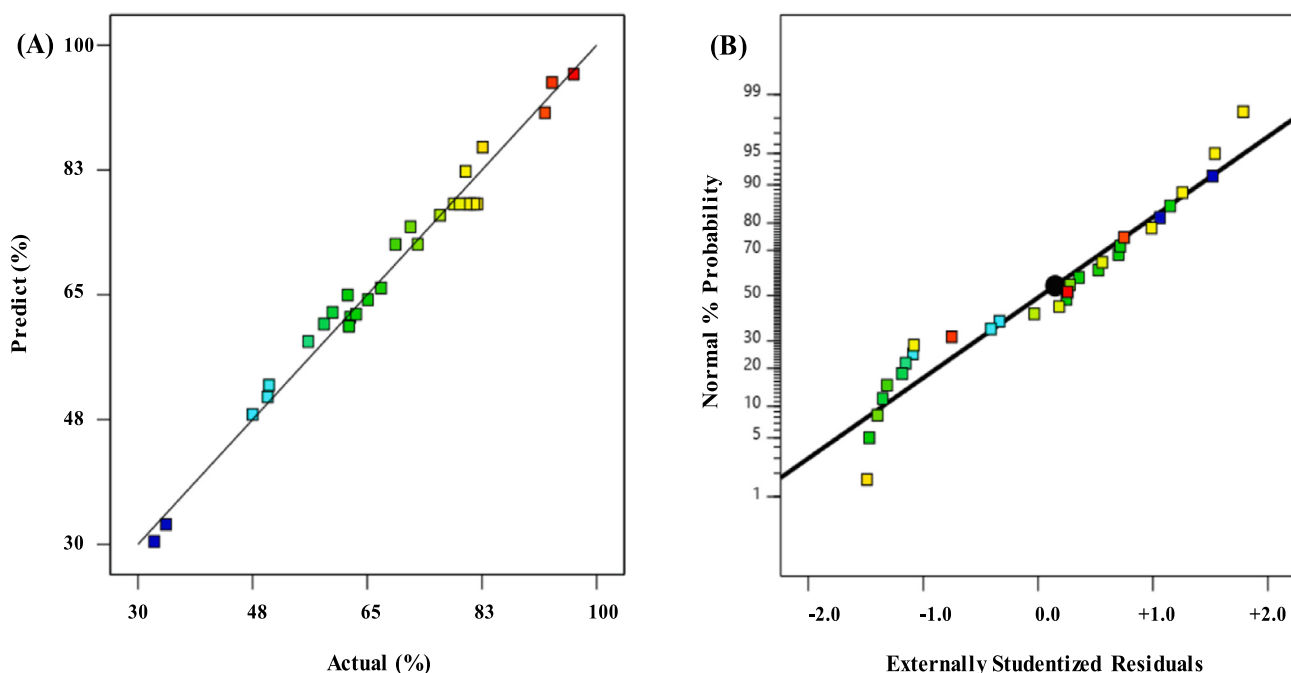 (A)
100
83
65
48
30
Predict (%)
30 48 65 83 100
Actual (%)
(B)
99
95
90
80
70
50
30
20
10
5
1
Normal % Probability
-2.0 -1.0 0.0 +1.0 +2.0
Externally Studentized Residuals